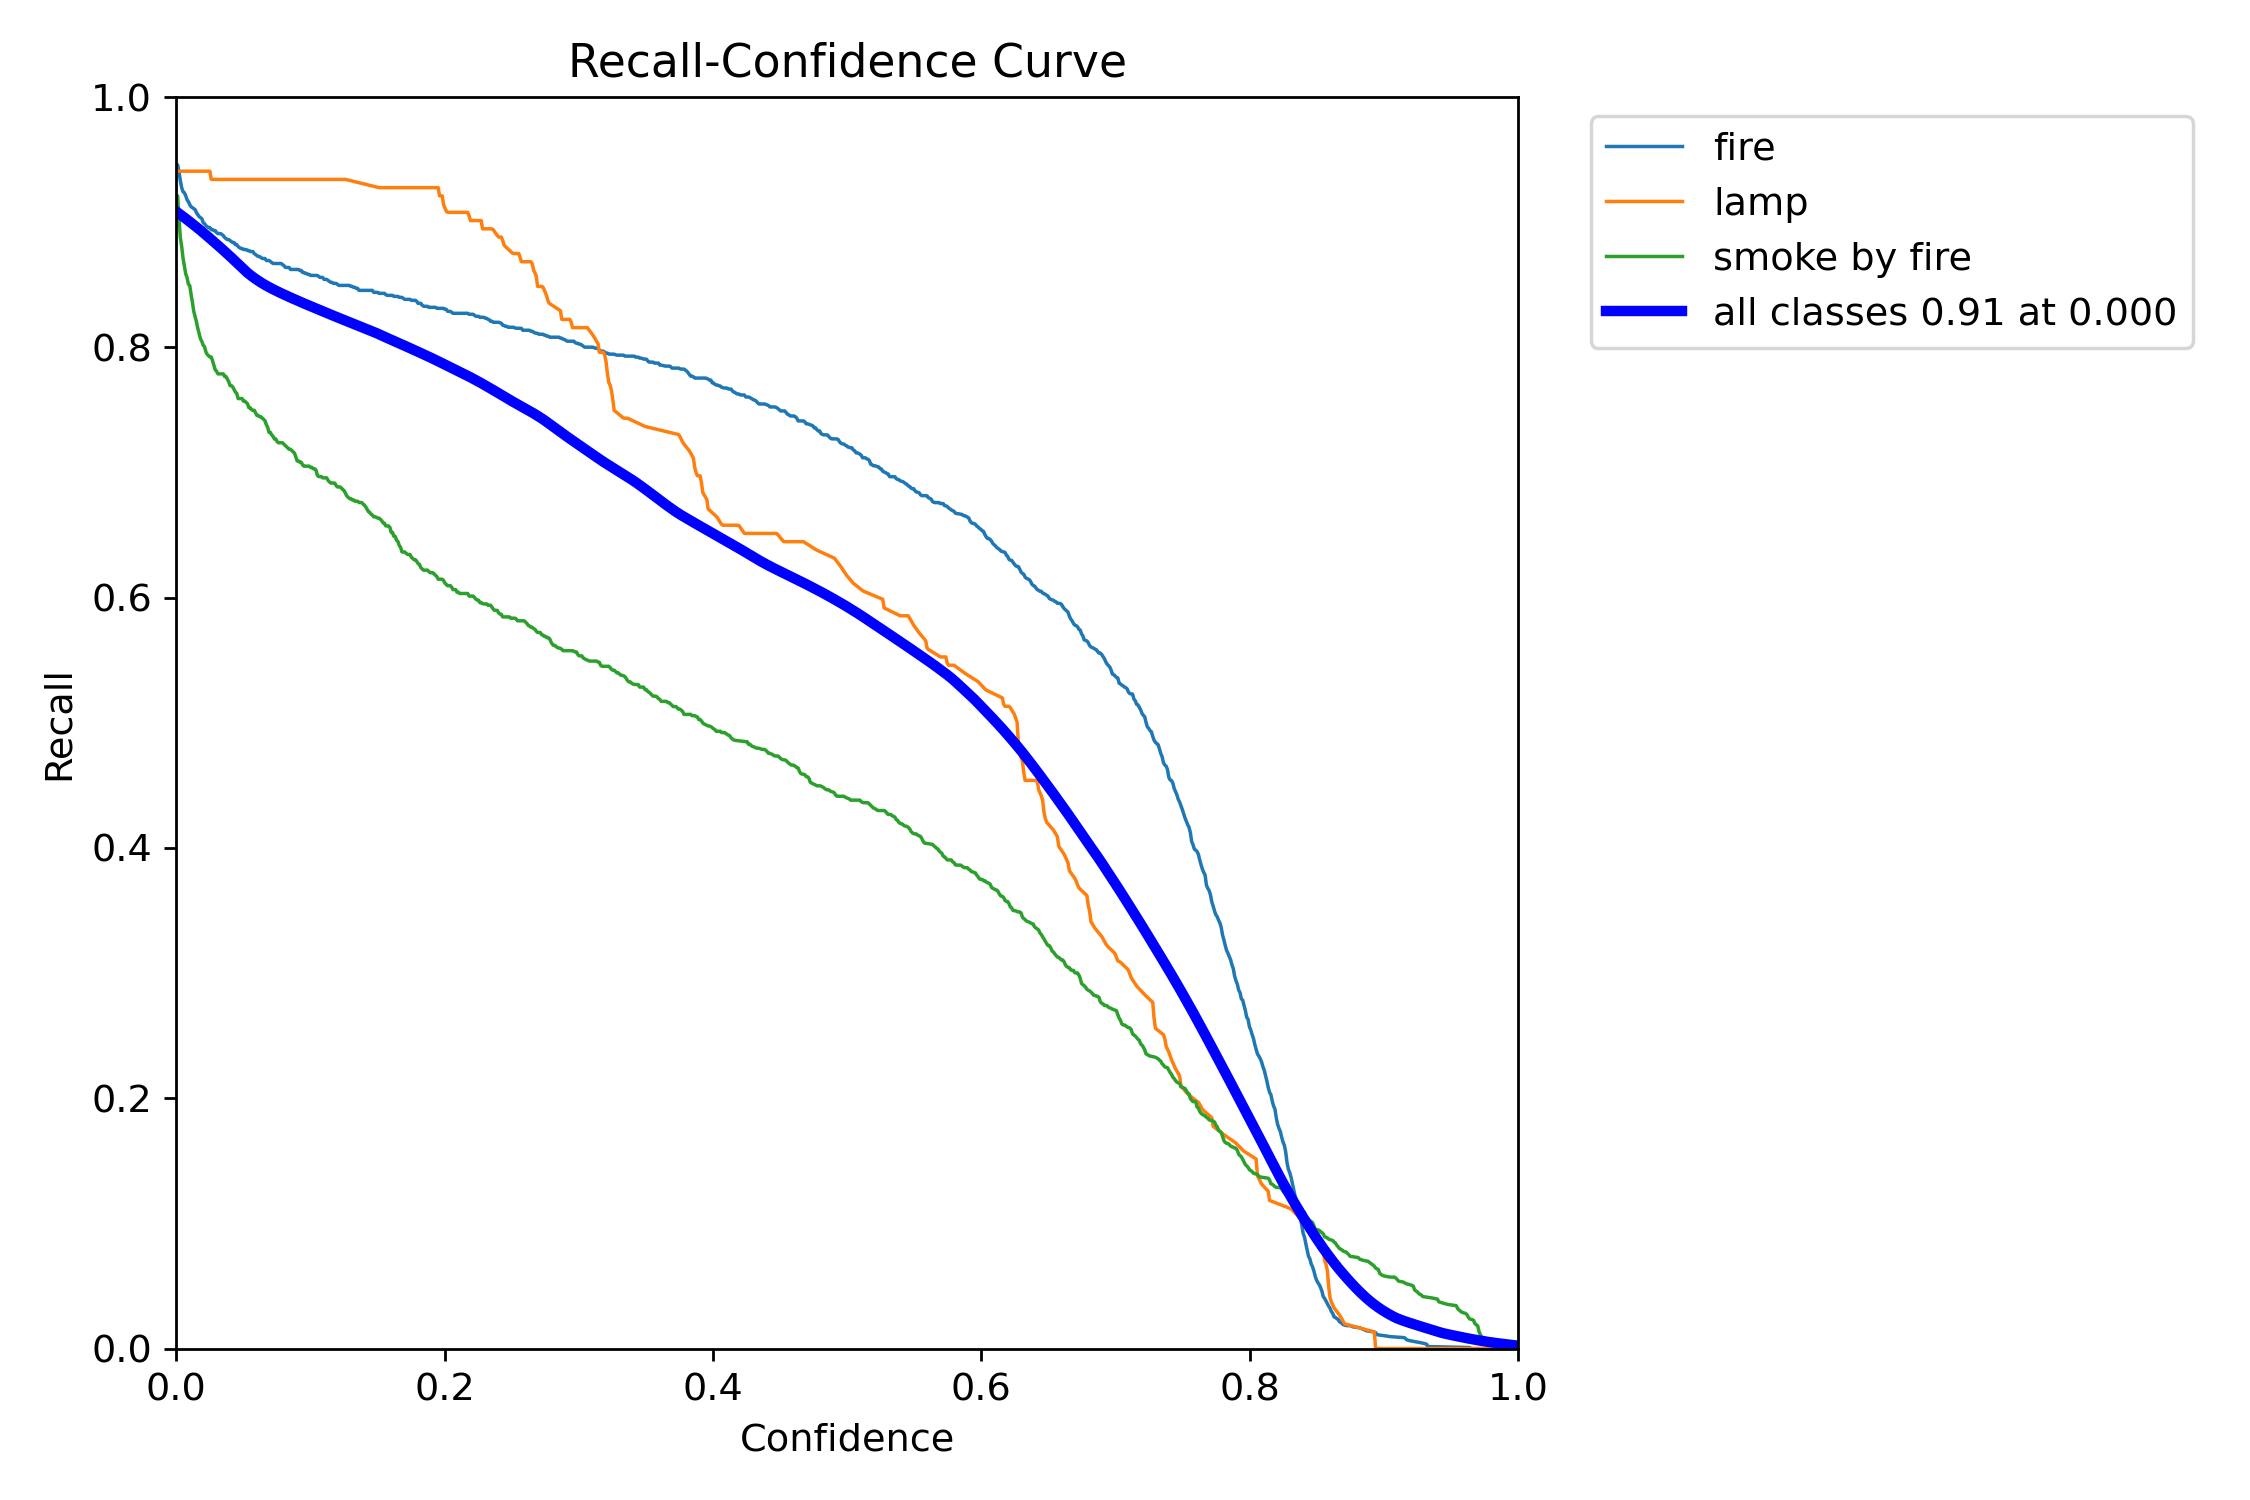 Recall-Confidence Curve
1.0
0.8
0.6
0.4
0.2
0.0
Recall
0.0 0.2 0.4 0.6 0.8 1.0
Confidence
fire
lamp
smoke by fire
all classes 0.91 at 0.000